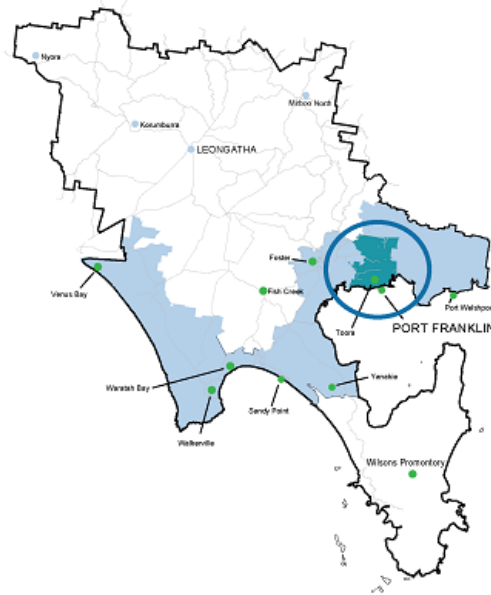 Nyora
Mirboo North
Korumburra
LEONGATHA
Foster
Venus Bay
Fish Creek
Port Welshpo
Toora
PORT FRANKLIN
Waratah Bay
Yanakie
Sandy Point
Walkerville
Wilsons Promontory